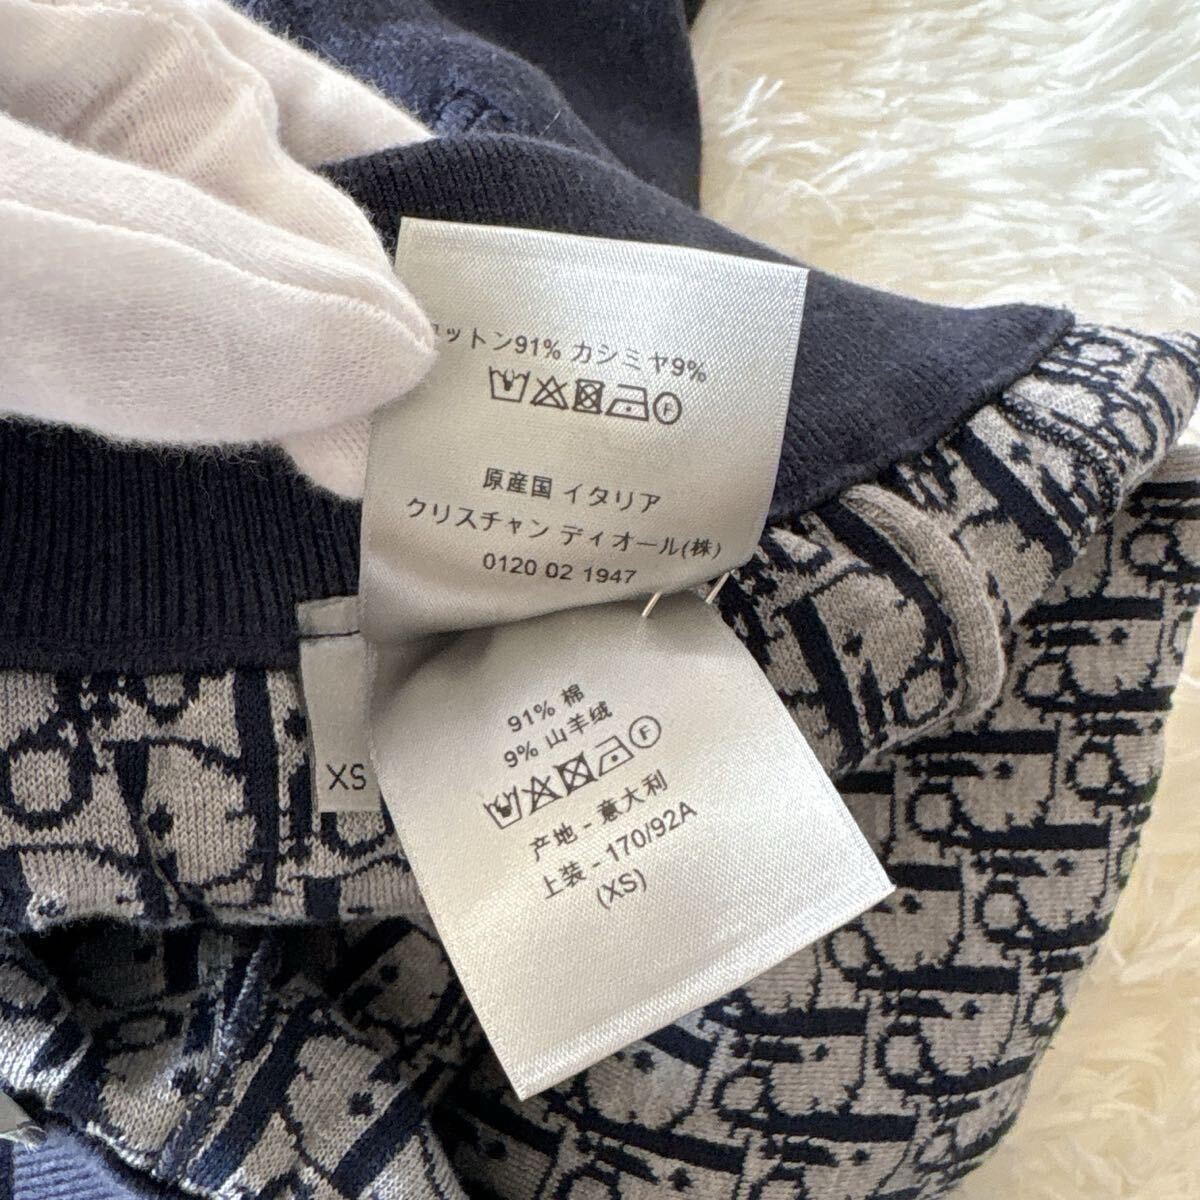 コットン91% カシミヤ9%
F
原産国 イタリア
クリスチャン ディオール(株)
0120 02 1947
XS
91% 棉
9% 山羊绒
F
产地 - 意大利
上装 - 170/92A
(XS)